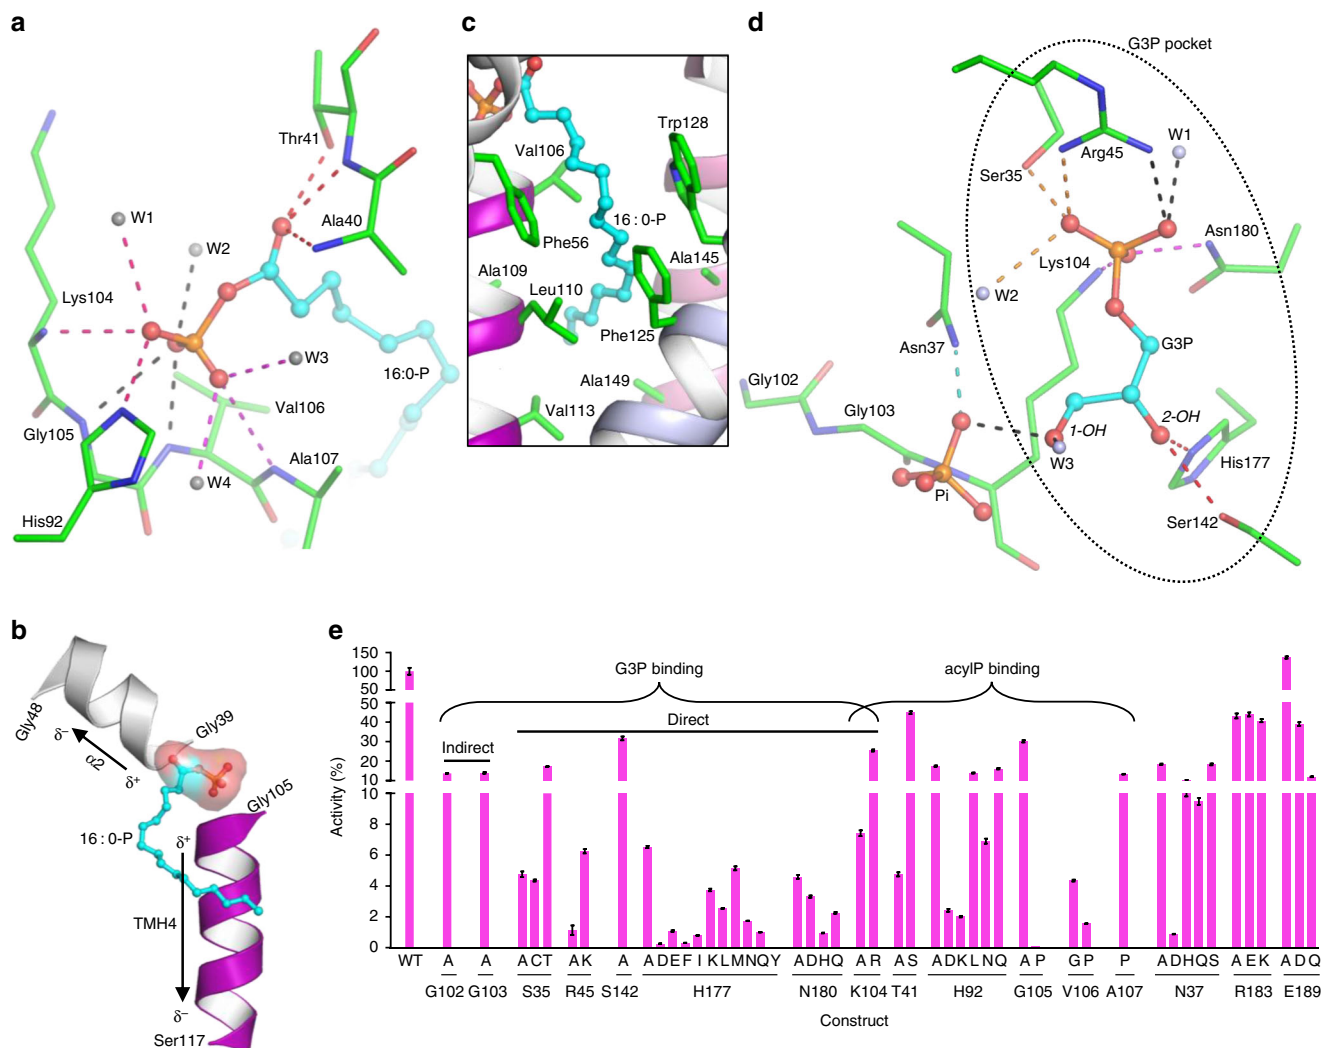 a
Thr41
W1
W2
Ala40
Lys104
W3
16:0-P
Val106
Gly105
Ala107
W4
His92
c
Trp128
Val106
16 : 0-P
Phe56
Ala145
Ala109
Leu110
Phe125
Ala149
Val113
d
G3P pocket
W1
Arg45
Ser35
Asn180
Lys104
W2
Asn37
G3P
Gly102
Gly103
1-OH
2-OH
W3
His177
Pi
Ser142
b
Gly48
Gly39
δ–
α2
δ+
Gly105
16 : 0-P
δ+
TMH4
δ–
Ser117
e
150
100
50
50
40
30
20
10
10
8
6
4
2
0
Activity (%)
G3P binding
acylP binding
Direct
Indirect
WT A A A C T A K A A D E F I K L M N Q Y A D H Q A R A S A D K L N Q A P G P P A D H Q S A E K A D Q
G102 G103 S35 R45 S142 H177 N180 K104 T41 H92 G105 V106 A107 N37 R183 E189
Construct